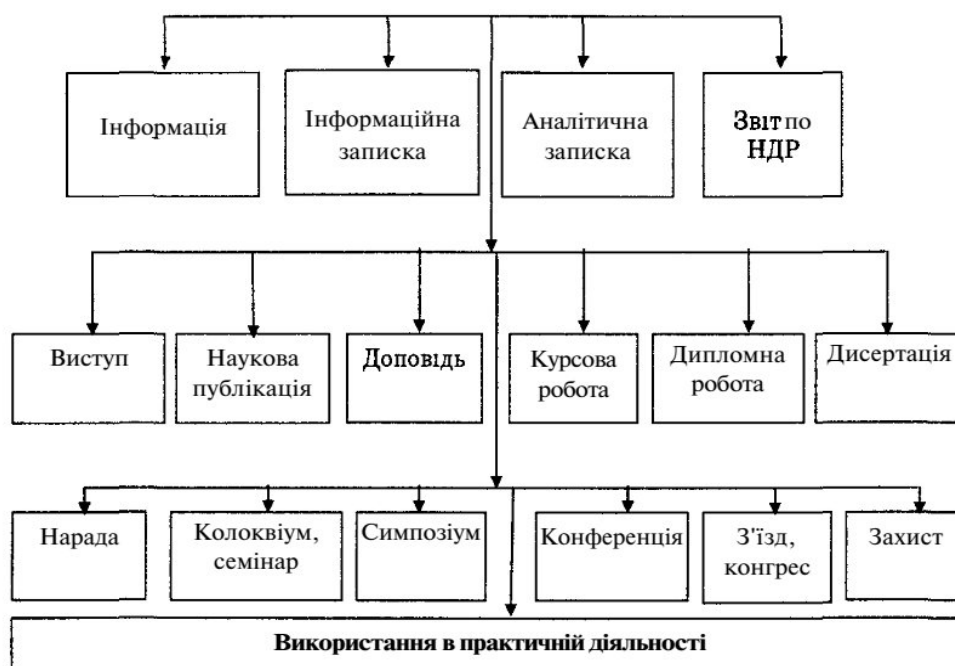 Інформація
Інформаційна
записка
Аналітична
записка
Звіт по
НДР
Виступ
Наукова
публікація
Доповідь
Курсова
робота
Дипломна
робота
Дисертація
Нарада
Колоквіум,
семінар
Симпозіум
Конференція
З'їзд,
конгрес
Захист
Використання в практичній діяльності